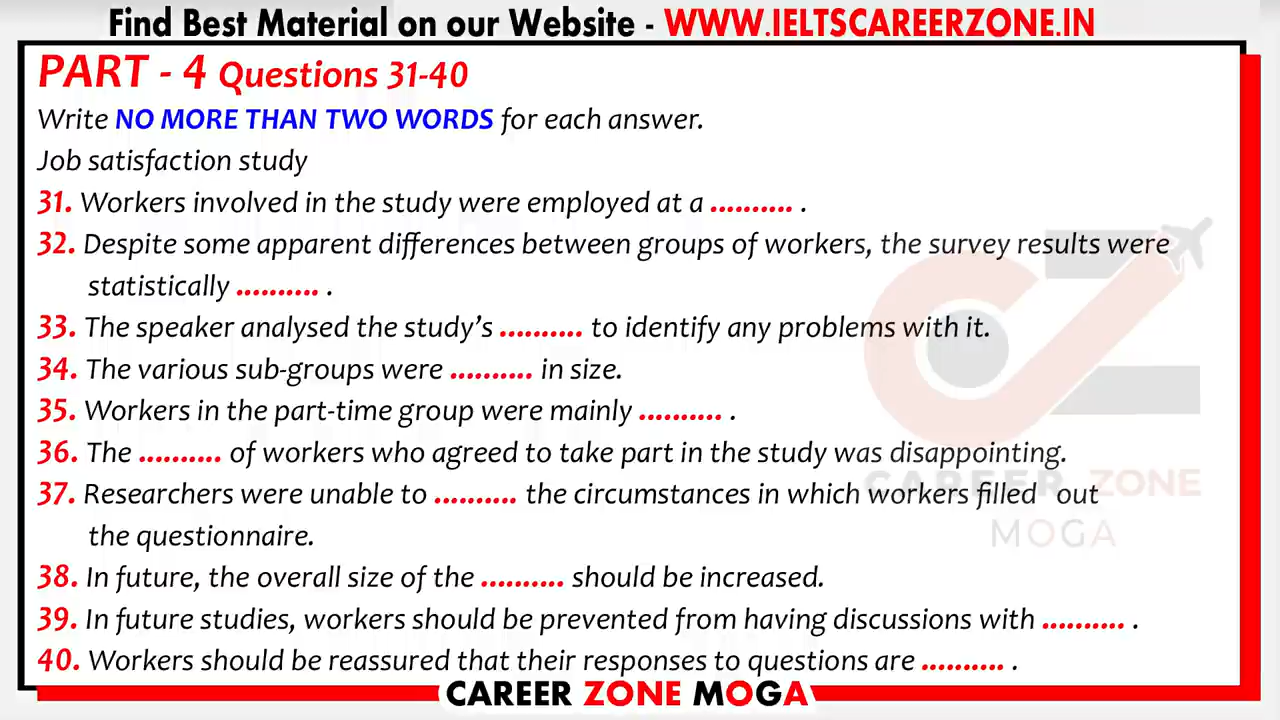 Find Best Material on our Website - WWW.IELTSCAREERZONE.IN
PART - 4 Questions 31-40
Write NO MORE THAN TWO WORDS for each answer.
Job satisfaction study
31. Workers involved in the study were employed at a .......... .
32. Despite some apparent differences between groups of workers, the survey results were
statistically .......... .
33. The speaker analysed the study's .......... to identify any problems with it.
34. The various sub-groups were .......... in size.
35. Workers in the part-time group were mainly .......... .
36. The .......... of workers who agreed to take part in the study was disappointing.
37. Researchers were unable to .......... the circumstances in which workers filled out
the questionnaire.
38. In future, the overall size of the .......... should be increased.
39. In future studies, workers should be prevented from having discussions with .......... .
40. Workers should be reassured that their responses to questions are .......... .
CAREER ZONE
MOGA
CAREER ZONE MOGA